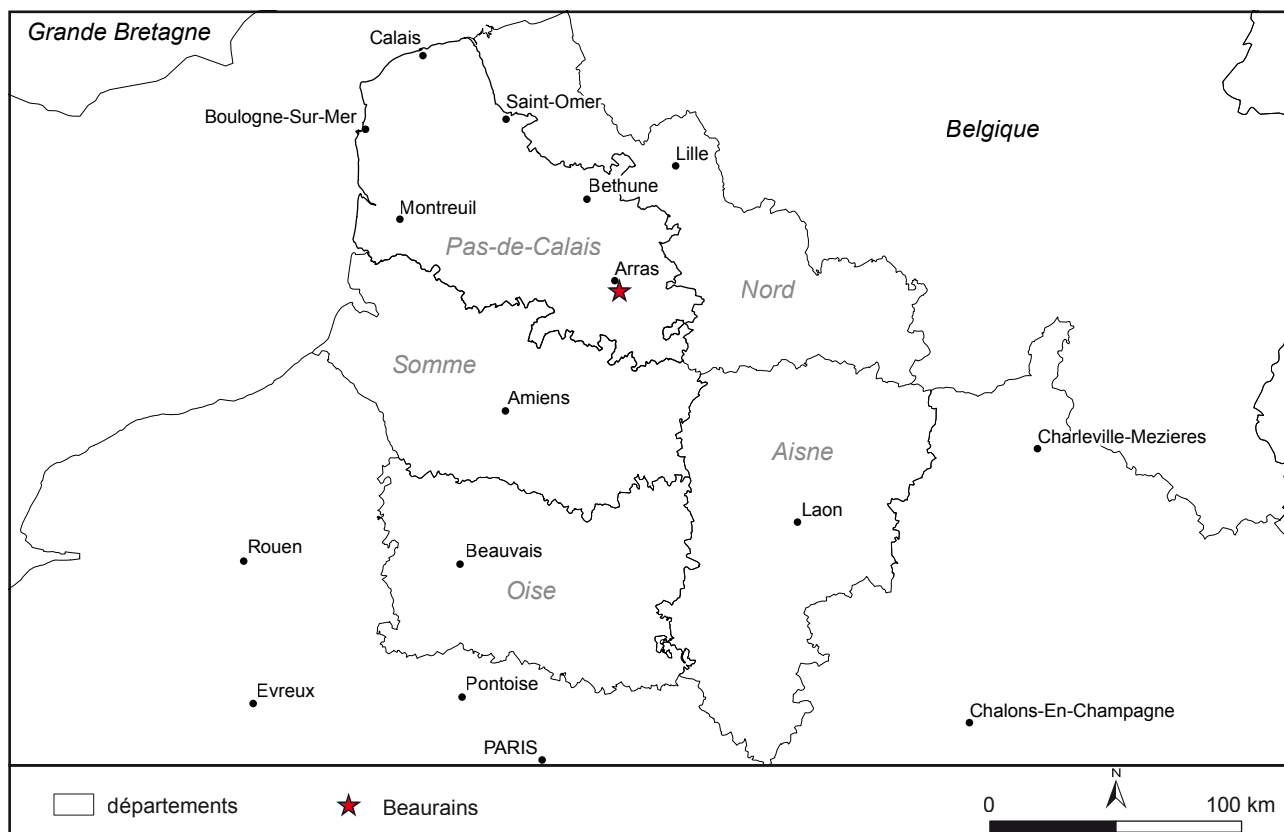 Grande Bretagne
Calais
Saint-Omer
Boulogne-Sur-Mer
Belgique
Lille
Bethune
Montreuil
Pas-de-Calais
Arras
Nord
Somme
Amiens
Charleville-Mezieres
Aisne
Laon
Rouen
Beauvais
Oise
Pontoise
Evreux
Chalons-En-Champagne
PARIS
départements
Beaurains
N
0 100 km